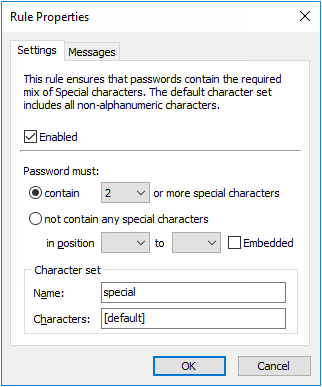 Rule Properties
Settings Messages
This rule ensures that passwords contain the required
mix of Special characters. The default character set
includes all non-alphanumeric characters.
Enabled
Password must:
contain 2 or more special characters
not contain any special characters
in position to Embedded
Character set
Name: special
Characters: [default]
OK Cancel